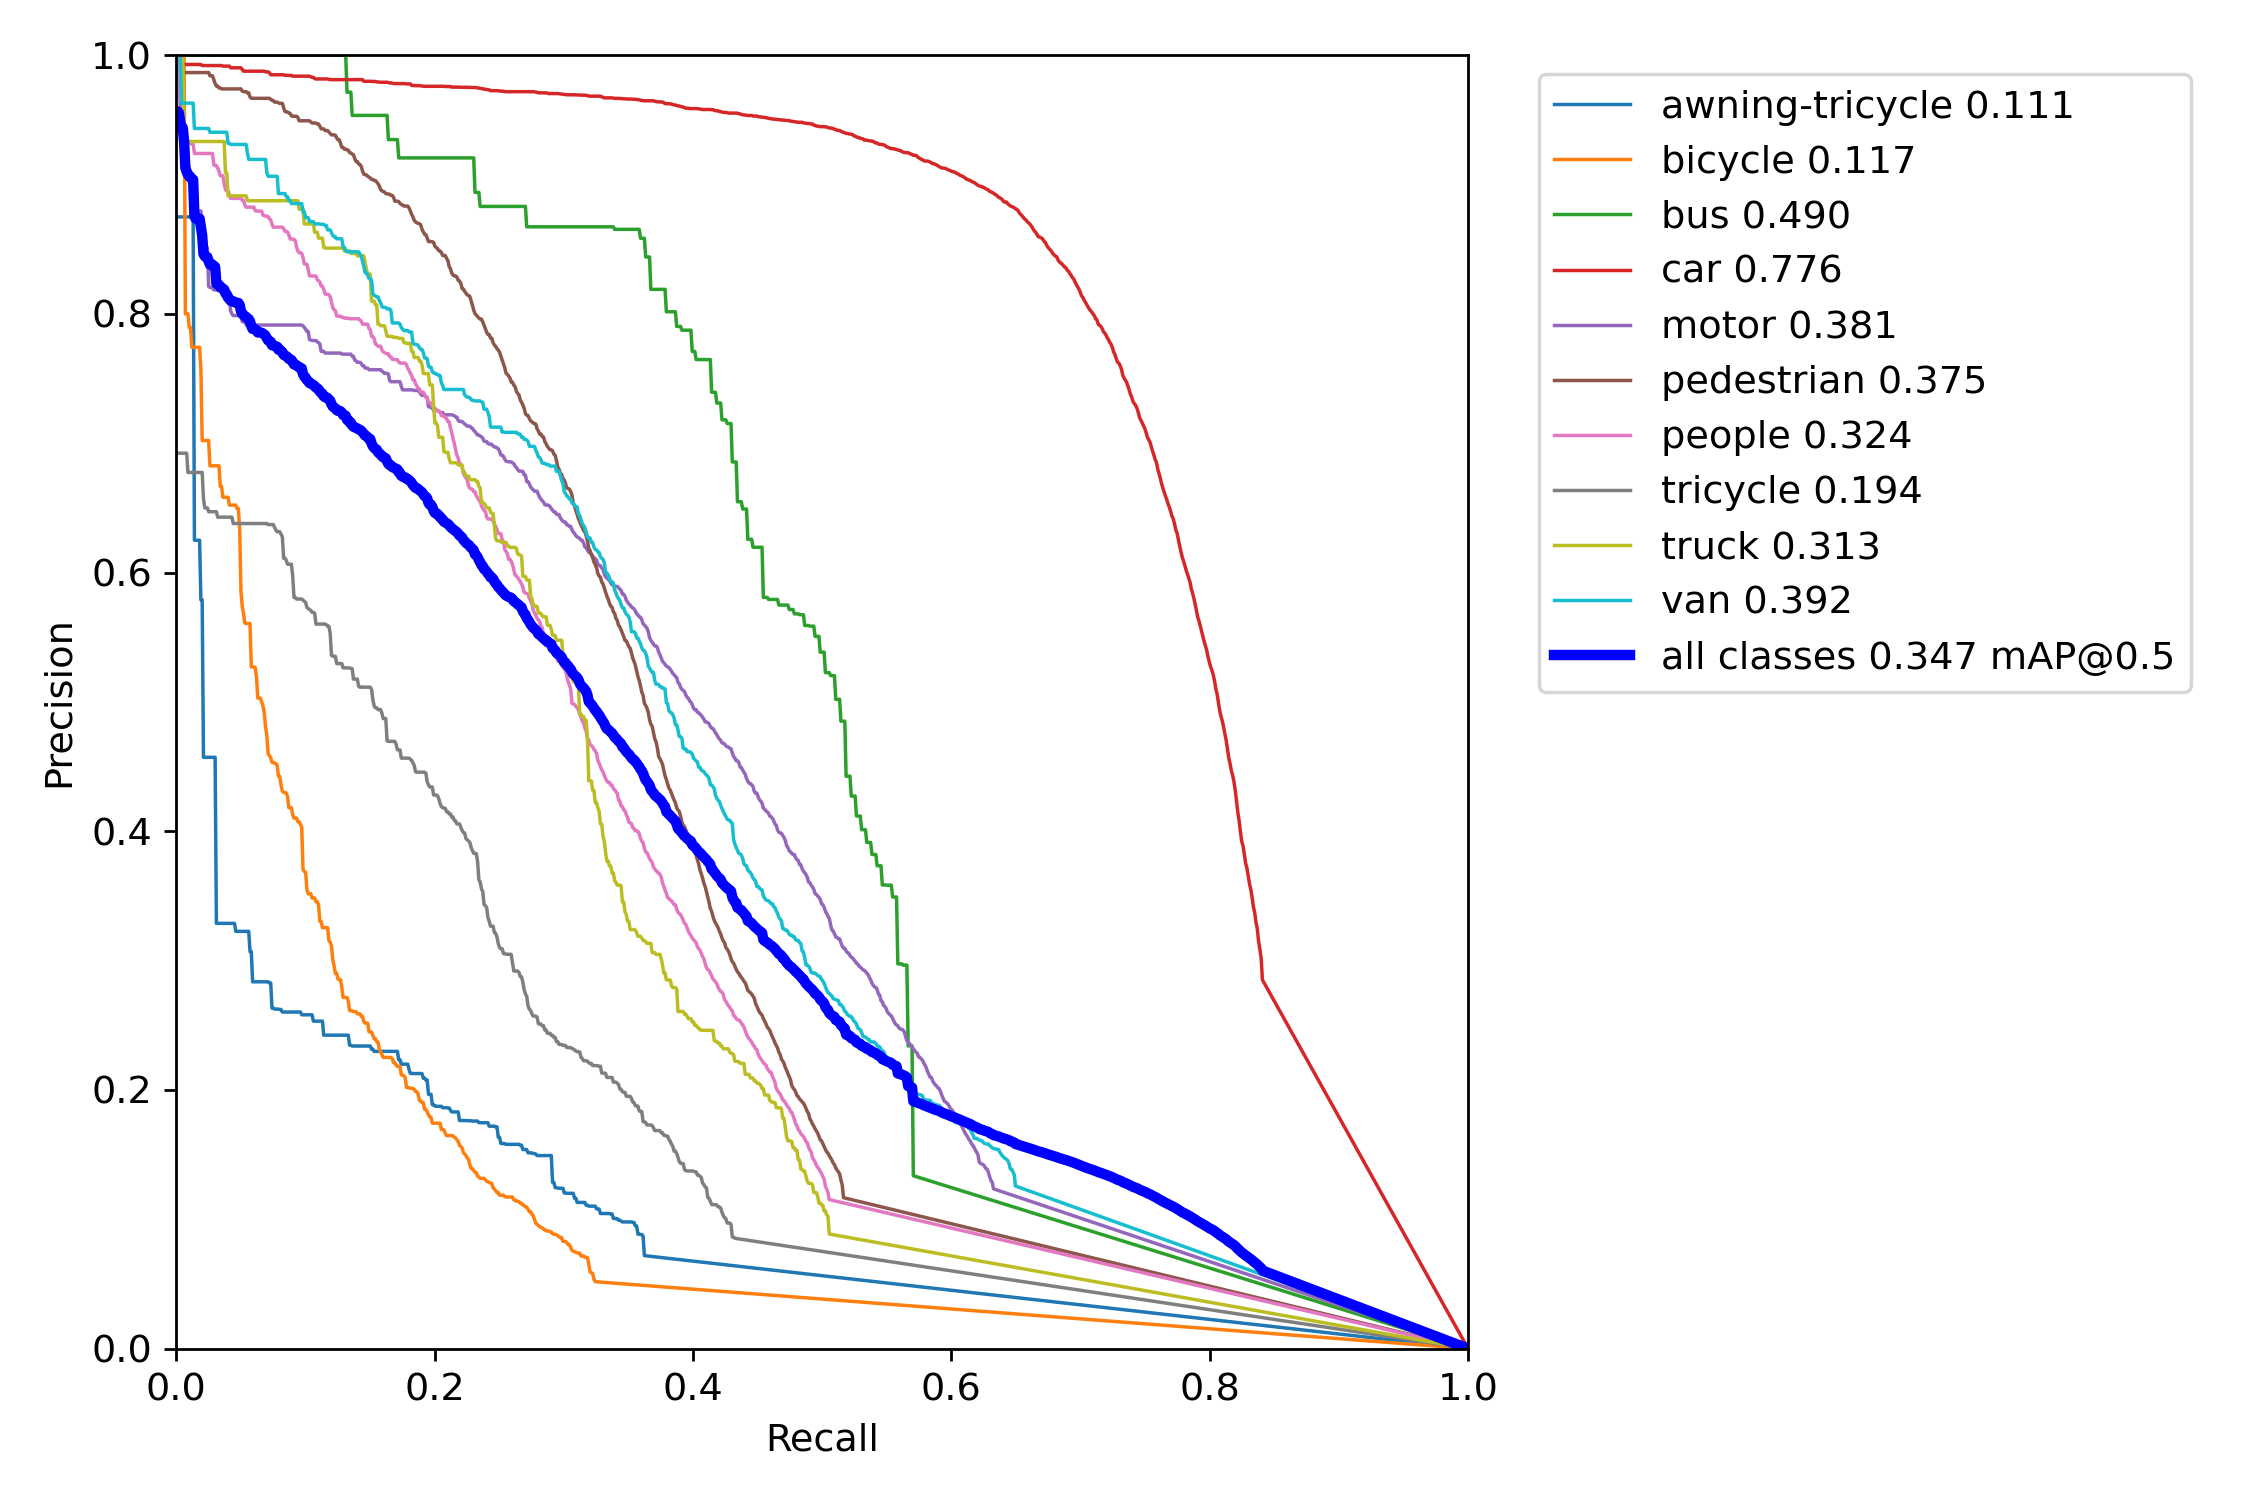 1.0
0.8
0.6
0.4
0.2
0.0
Precision
0.0 0.2 0.4 0.6 0.8 1.0
Recall
awning-tricycle 0.111
bicycle 0.117
bus 0.490
car 0.776
motor 0.381
pedestrian 0.375
people 0.324
tricycle 0.194
truck 0.313
van 0.392
all classes 0.347 mAP@0.5